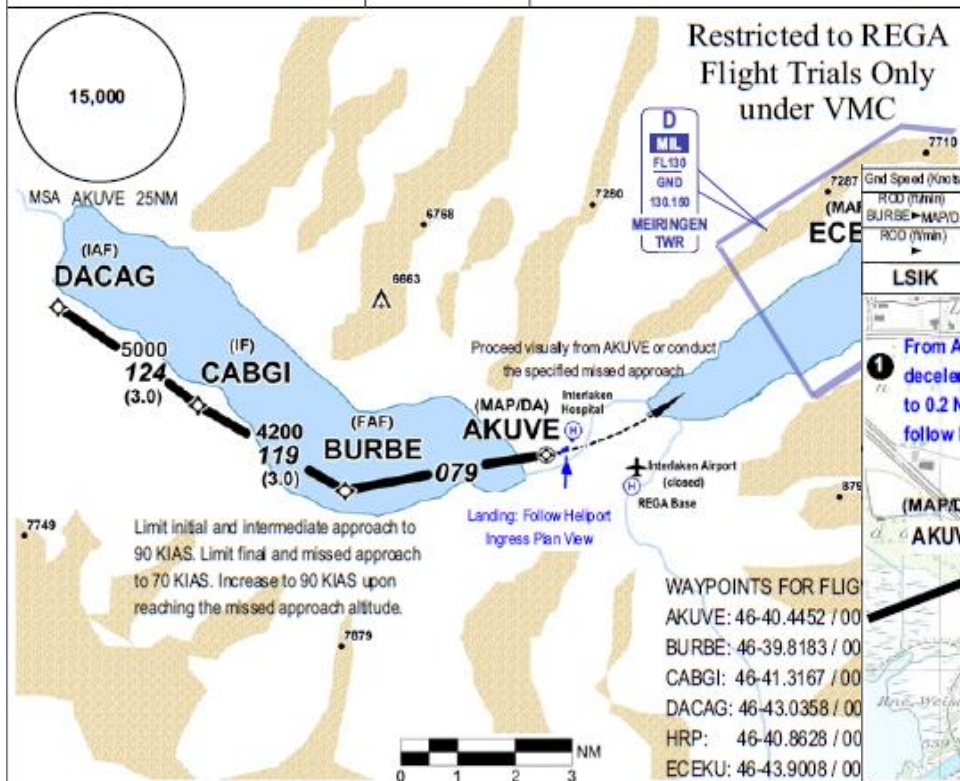 Restricted to REGA
Flight Trials Only
under VMC
15,000
MSA AKUVE 25NM
D
MIL
FL130
GND
130.150
MEIRINGEN
TWR
7710
7287
7280
6768
6663
(MAP
ECE
(IAF)
DACAG
5000
124
(3.0)
(IF)
CABGI
4200
119
(3.0)
(FAF)
BURBE
079
(MAP/DA)
AKUVE
Proceed visually from AKUVE or conduct
the specified missed approach
Interlaken
Hospital
H
Interlaken Airport
(closed)
H
REGA Base
Landing: Follow Heliport
Ingress Plan View
7749
Limit initial and intermediate approach to
90 KIAS. Limit final and missed approach
to 70 KIAS. Increase to 90 KIAS upon
reaching the missed approach altitude.
7879
879
WAYPOINTS FOR FLIG
AKUVE: 46-40.4452 / 00
BURBE: 46-39.8183 / 00
CABGI: 46-41.3167 / 00
DACAG: 46-43.0358 / 00
HRP: 46-40.8628 / 00
ECEKU: 46-43.9008 / 00
NM
0 1 2 3
Gnd Speed (Knots
ROD (ft/min)
BURBE►MAP/D
ROD (ft/min)
►
LSIK
1
From A
decele
to 0.2 N
follow
(MAP/D
AKUV
539